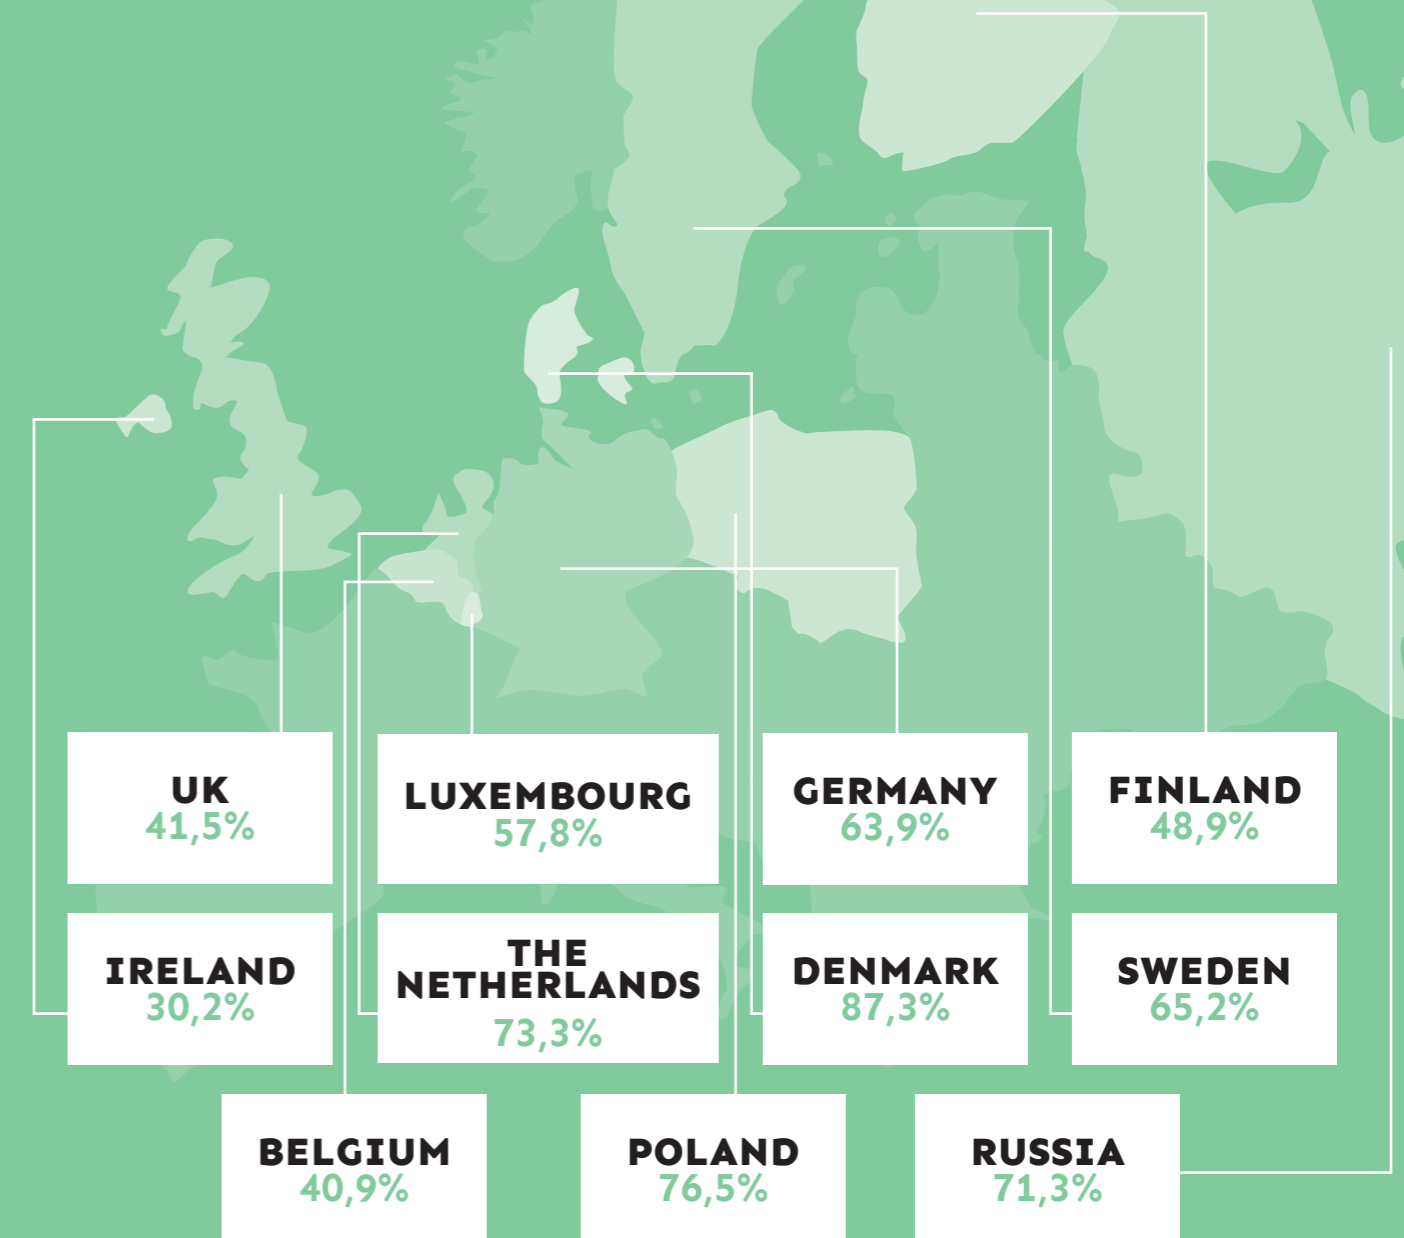 UK
41,5%
LUXEMBOURG
57,8%
GERMANY
63,9%
FINLAND
48,9%
IRELAND
30,2%
THE
NETHERLANDS
73,3%
DENMARK
87,3%
SWEDEN
65,2%
BELGIUM
40,9%
POLAND
76,5%
RUSSIA
71,3%